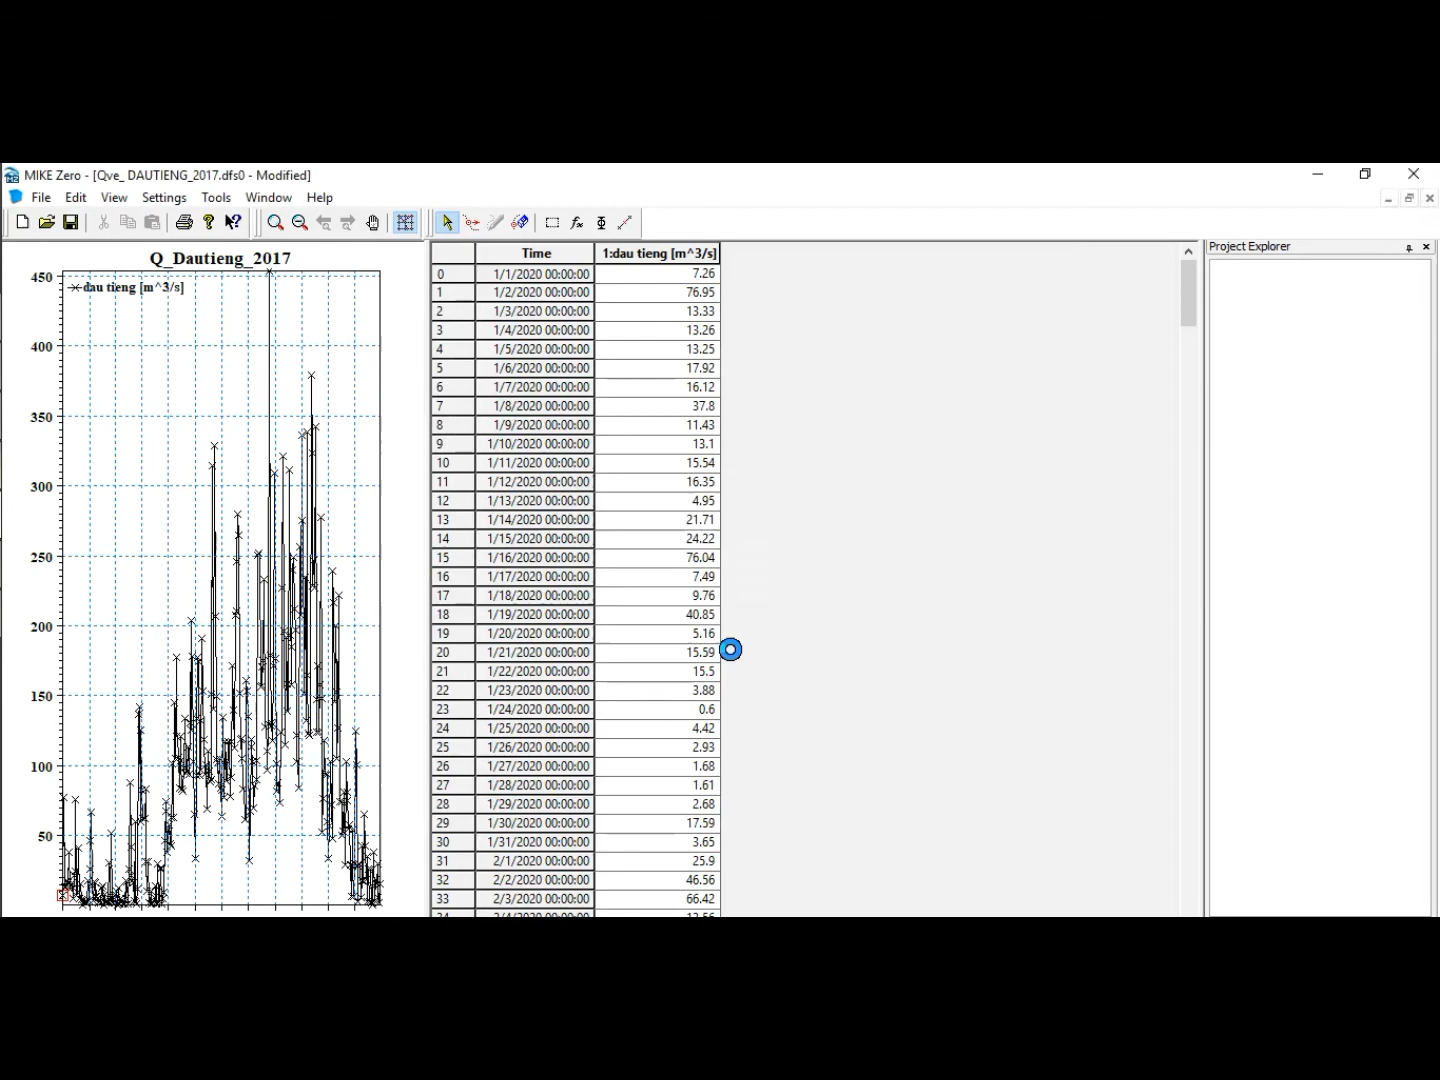 MIKE Zero - [Qve_ DAUTIENG_2017.dfs0 - Modified]
File Edit View Settings Tools Window Help
Q_Dautieng_2017
dau tieng [m^3/s]
450
400
350
300
250
200
150
100
50
Time 1:dau tieng [m^3/s]
0 1/1/2020 00:00:00 7.26
1 1/2/2020 00:00:00 76.95
2 1/3/2020 00:00:00 13.33
3 1/4/2020 00:00:00 13.26
4 1/5/2020 00:00:00 13.25
5 1/6/2020 00:00:00 17.92
6 1/7/2020 00:00:00 16.12
7 1/8/2020 00:00:00 37.8
8 1/9/2020 00:00:00 11.43
9 1/10/2020 00:00:00 13.1
10 1/11/2020 00:00:00 15.54
11 1/12/2020 00:00:00 16.35
12 1/13/2020 00:00:00 4.95
13 1/14/2020 00:00:00 21.71
14 1/15/2020 00:00:00 24.22
15 1/16/2020 00:00:00 76.04
16 1/17/2020 00:00:00 7.49
17 1/18/2020 00:00:00 9.76
18 1/19/2020 00:00:00 40.85
19 1/20/2020 00:00:00 5.16
20 1/21/2020 00:00:00 15.59
21 1/22/2020 00:00:00 15.5
22 1/23/2020 00:00:00 3.88
23 1/24/2020 00:00:00 0.6
24 1/25/2020 00:00:00 4.42
25 1/26/2020 00:00:00 2.93
26 1/27/2020 00:00:00 1.68
27 1/28/2020 00:00:00 1.61
28 1/29/2020 00:00:00 2.68
29 1/30/2020 00:00:00 17.59
30 1/31/2020 00:00:00 3.65
31 2/1/2020 00:00:00 25.9
32 2/2/2020 00:00:00 46.56
33 2/3/2020 00:00:00 66.42
Project Explorer